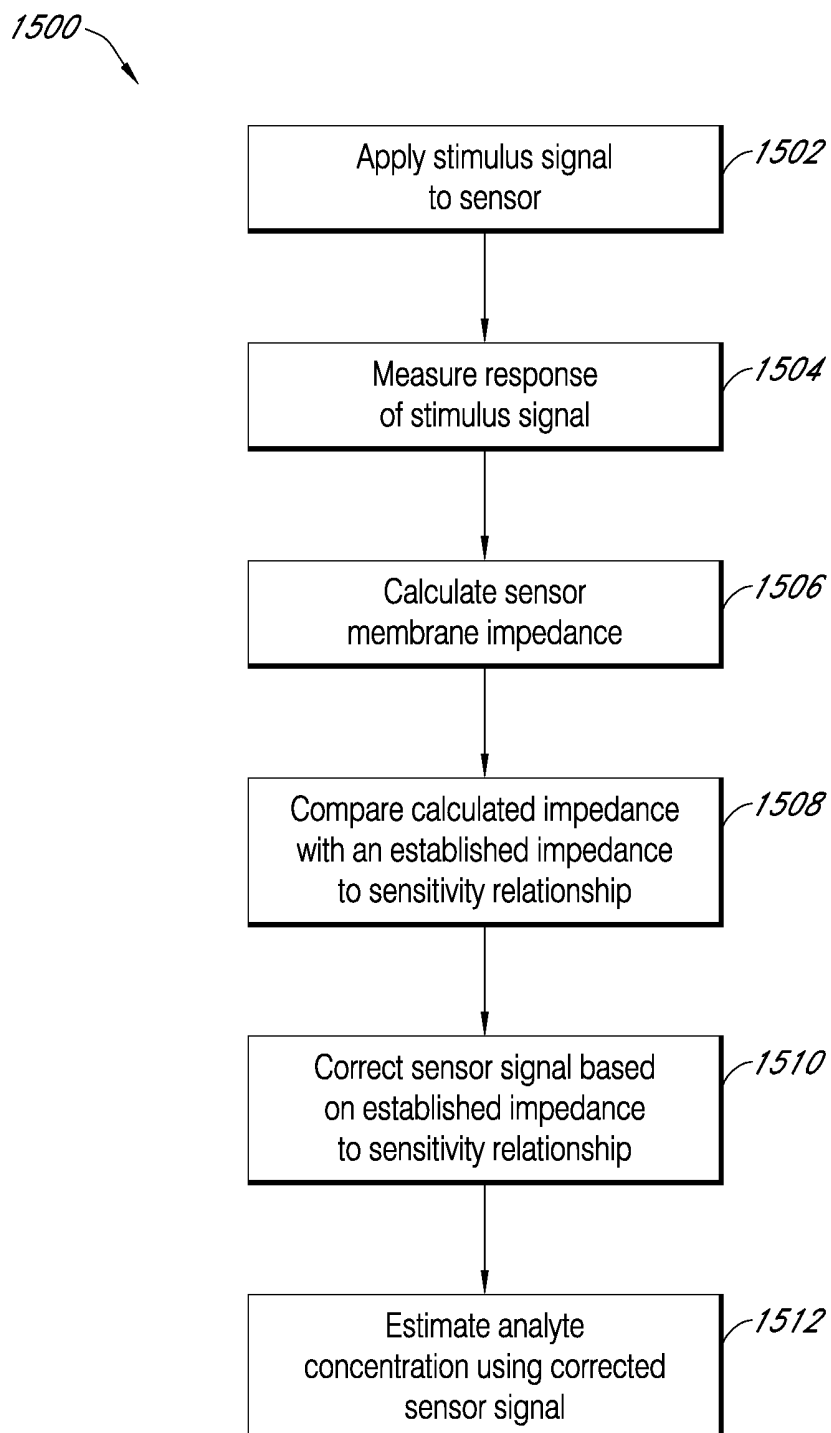 1500
Apply stimulus signal
to sensor
1502
Measure response
of stimulus signal
1504
Calculate sensor
membrane impedance
1506
Compare calculated impedance
with an established impedance
to sensitivity relationship
1508
Correct sensor signal based
on established impedance
to sensitivity relationship
1510
Estimate analyte
concentration using corrected
sensor signal
1512